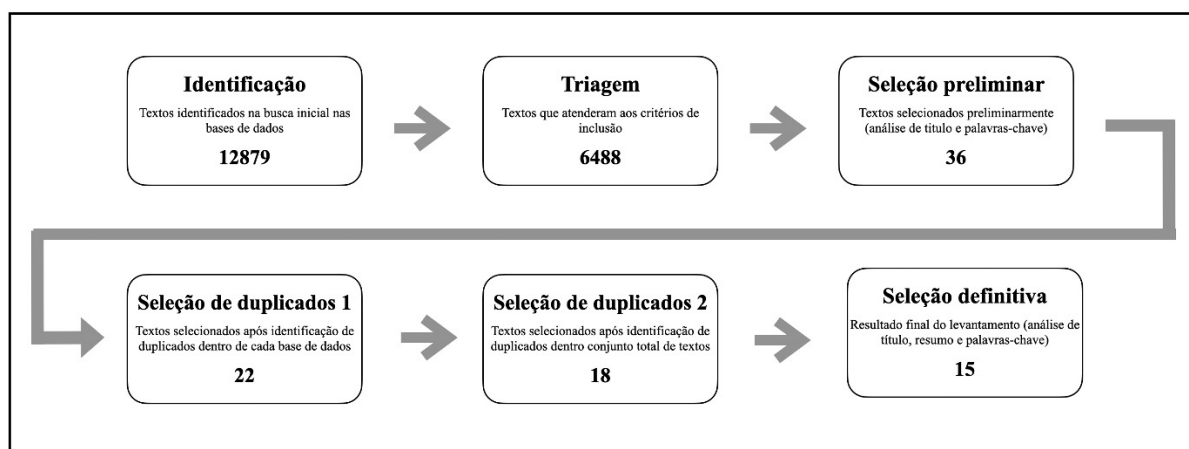 Identificação
Textos identificados na busca inicial nas
bases de dados
12879
Triagem
Textos que atenderam aos critérios de
inclusão
6488
Seleção preliminar
Textos selecionados preliminarmente
(análise de titulo e palavras-chave)
36
Seleção de duplicados 1
Textos selecionados após identificação de
duplicados dentro de cada base de dados
22
Seleção de duplicados 2
Textos selecionados após identificação de
duplicados dentro conjunto total de textos
18
Seleção definitiva
Resultado final do levantamento (análise de
título, resumo e palavras-chave)
15